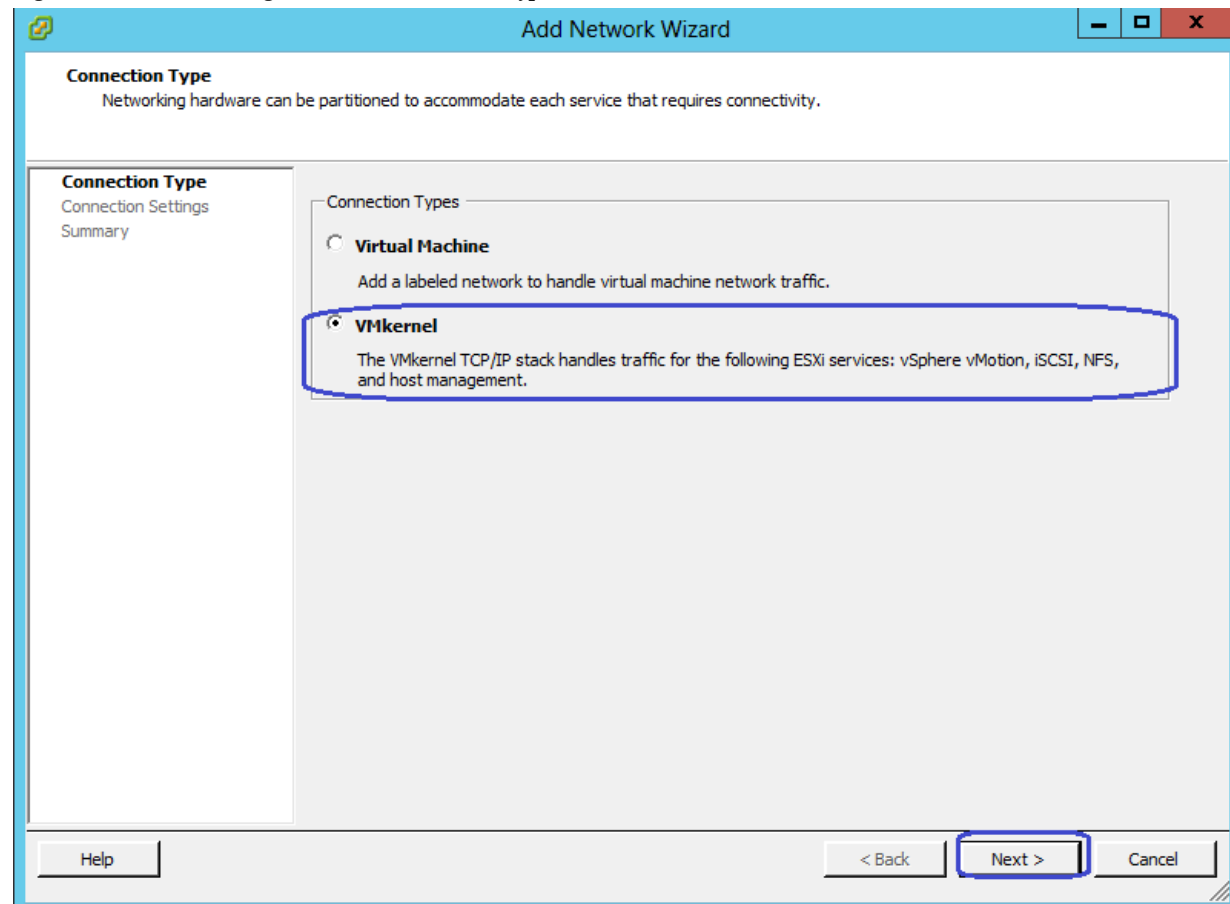 Add Network Wizard
x
Connection Type
Networking hardware can be partitioned to accommodate each service that requires connectivity.
Connection Type
Connection Settings
Summary
Connection Types
Virtual Machine
Add a labeled network to handle virtual machine network traffic.
VMkernel
The VMkernel TCP/IP stack handles traffic for the following ESXi services: vSphere vMotion, iSCSI, NFS,
and host management.
Help
< Back
Next >
Cancel